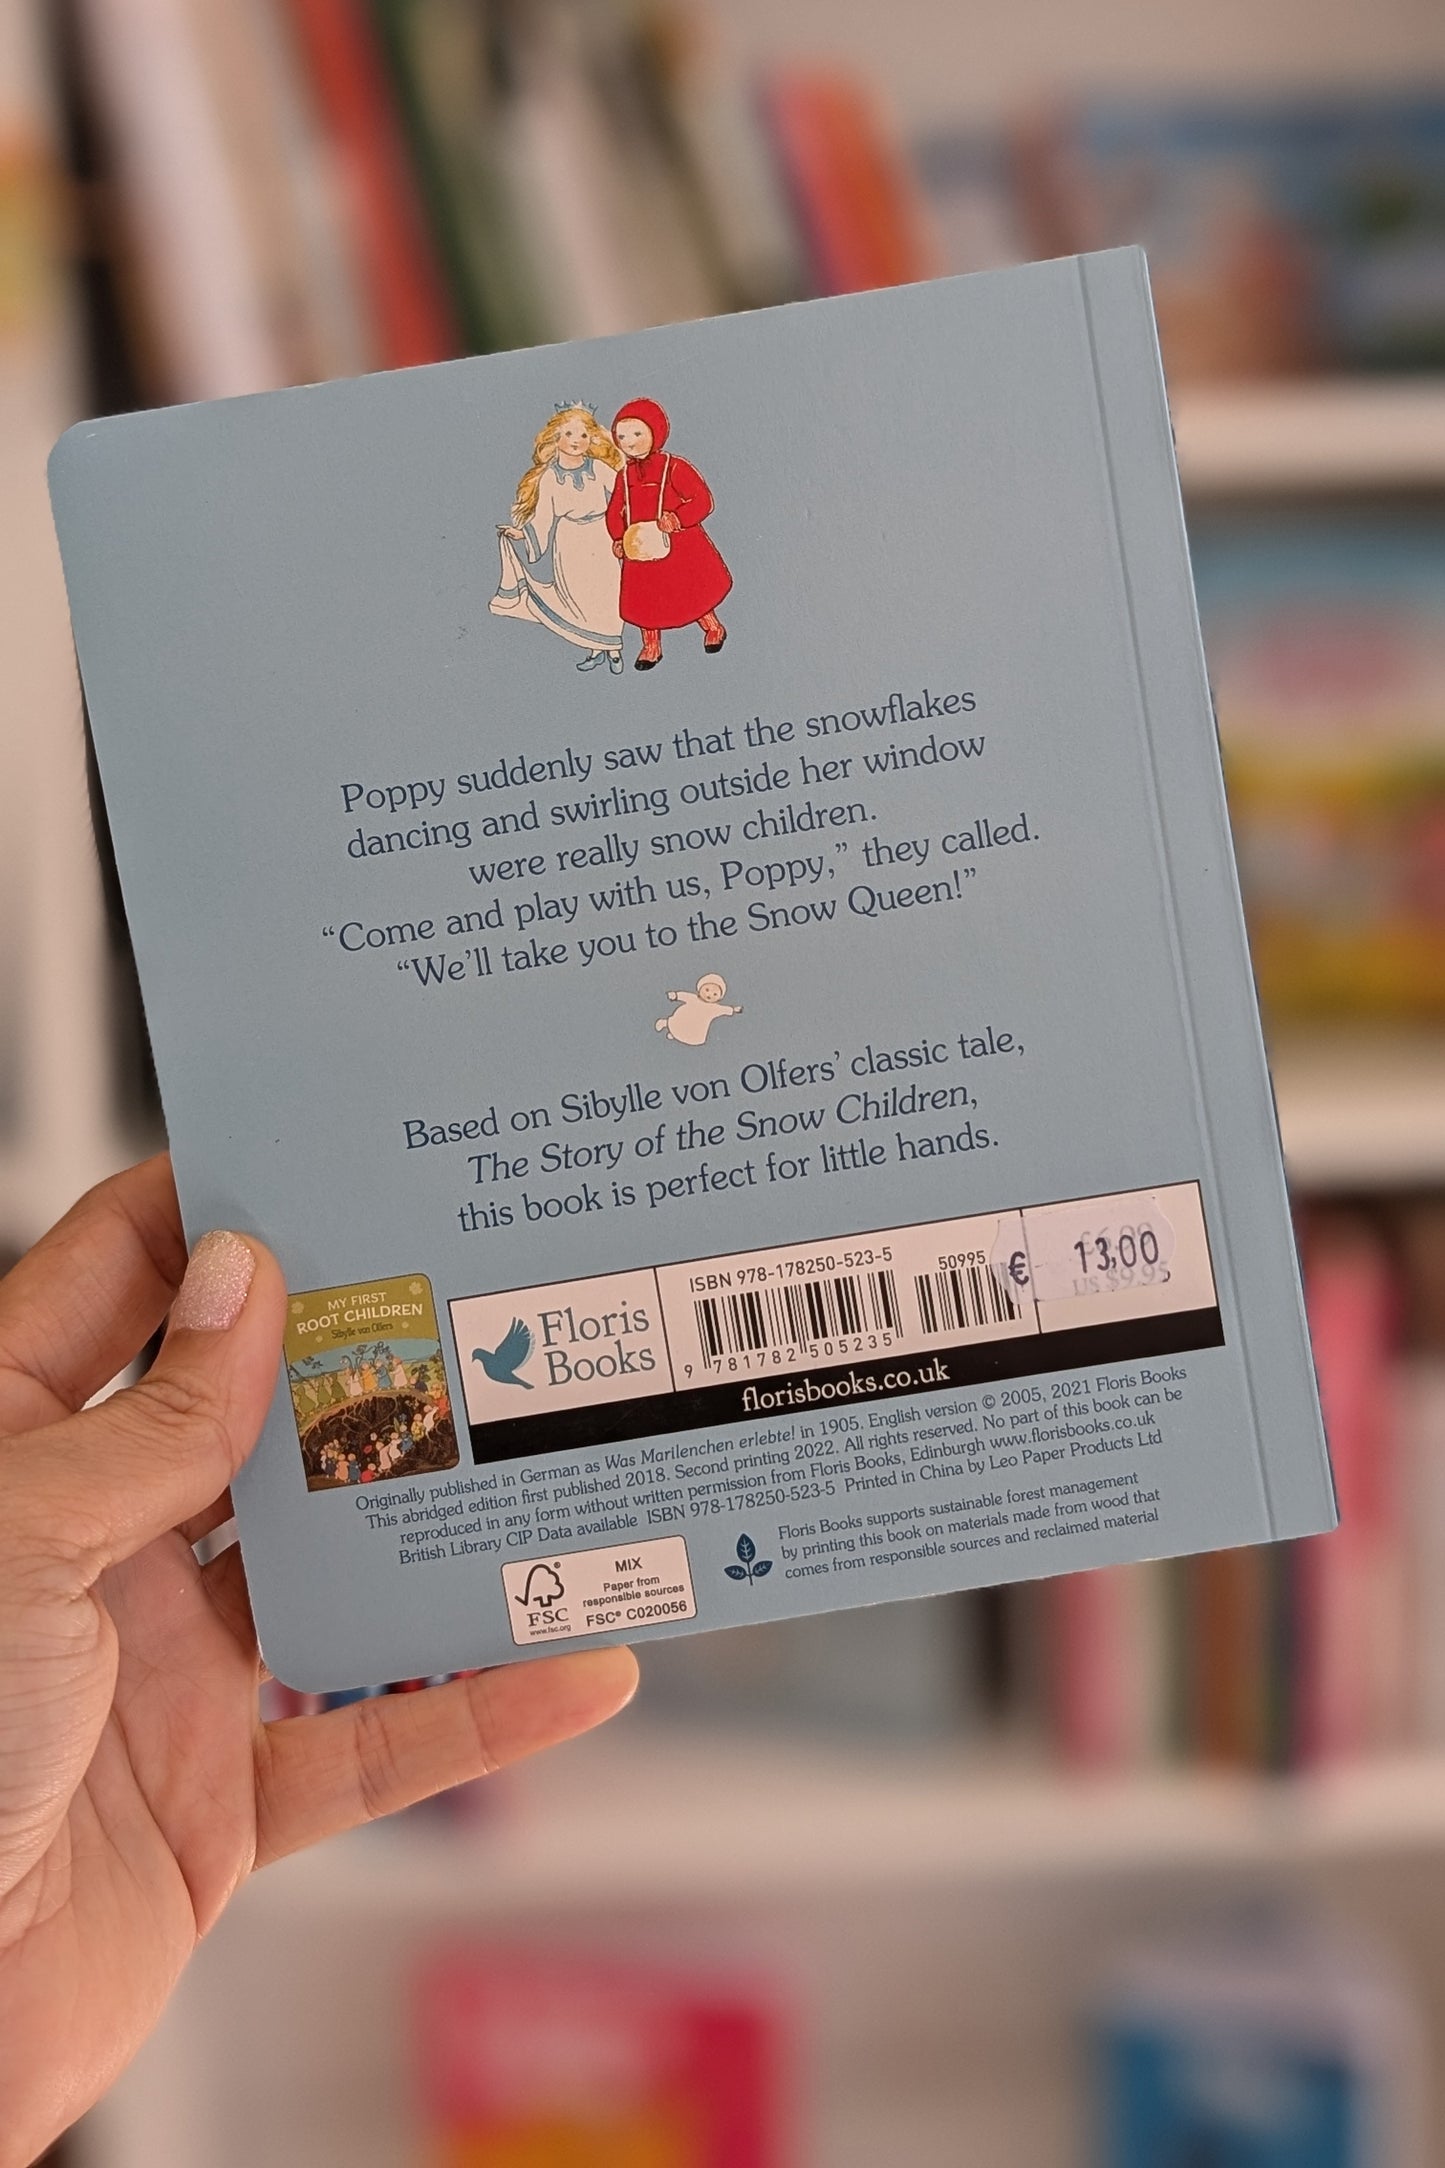 Poppy suddenly saw that the snowflakes
dancing and swirling outside her window
were really snow children.
“Come and play with us, Poppy,” they called.
“We’ll take you to the Snow Queen!”
Based on Sibylle von Olfers’ classic tale,
The Story of the Snow Children,
this book is perfect for little hands.
MY FIRST
ROOT CHILDREN
Sibylle von Olfers
Floris
Books
ISBN 978-178250-523-5
50995
9 781782 505235
£6.99
€ 13,00
US $9.95
florisbooks.co.uk
Originally published in German as Was Marilenchen erlebte! in 1905. English version © 2005, 2021 Floris Books
This abridged edition first published 2018. Second printing 2022. All rights reserved. No part of this book can be
reproduced in any form without written permission from Floris Books, Edinburgh www.florisbooks.co.uk
British Library CIP Data available ISBN 978-178250-523-5 Printed in China by Leo Paper Products Ltd
FSC
www.fsc.org
MIX
Paper from
responsible sources
FSC® C020056
Floris Books supports sustainable forest management
by printing this book on materials made from wood that
comes from responsible sources and reclaimed material